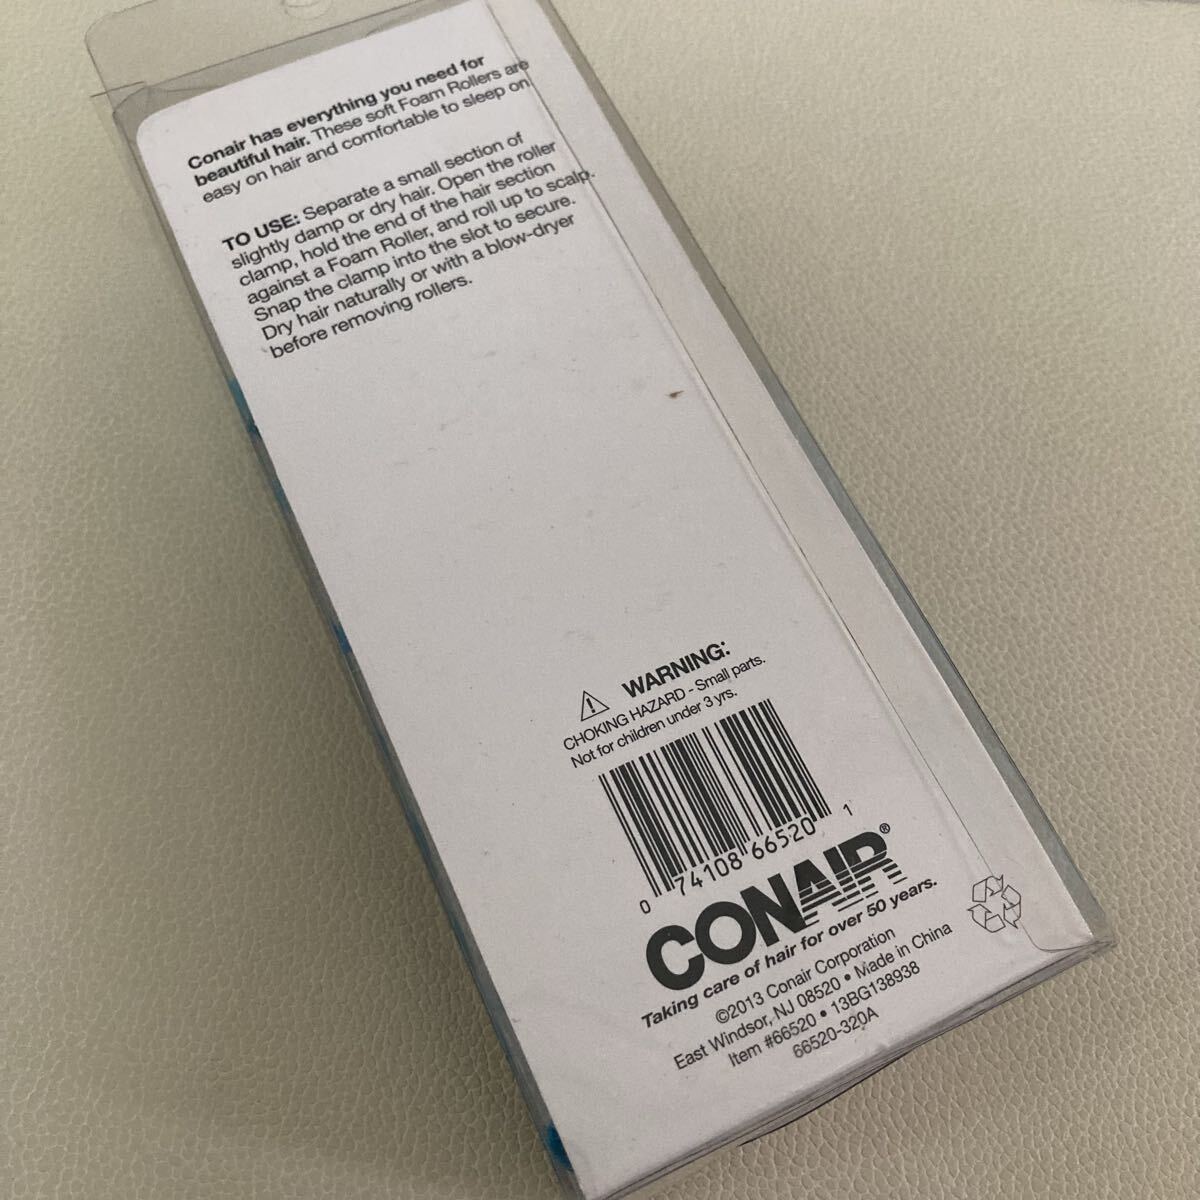 Conair has everything you need for
beautiful hair. These soft Foam Rollers are
easy on hair and comfortable to sleep on
TO USE: Separate a small section of
slightly damp or dry hair. Open the roller
clamp, hold the end of the hair section
against a Foam Roller, and roll up to scalp.
Snap the clamp into the slot to secure.
Dry hair naturally or with a blow-dryer
before removing rollers.
WARNING:
CHOKING HAZARD - Small parts.
Not for children under 3 yrs.
0 74108 66520 1
CONAIR®
Taking care of hair for over 50 years.
©2013 Conair Corporation
East Windsor, NJ 08520 • Made in China
Item #66520 • 13BG138938
66520-320A